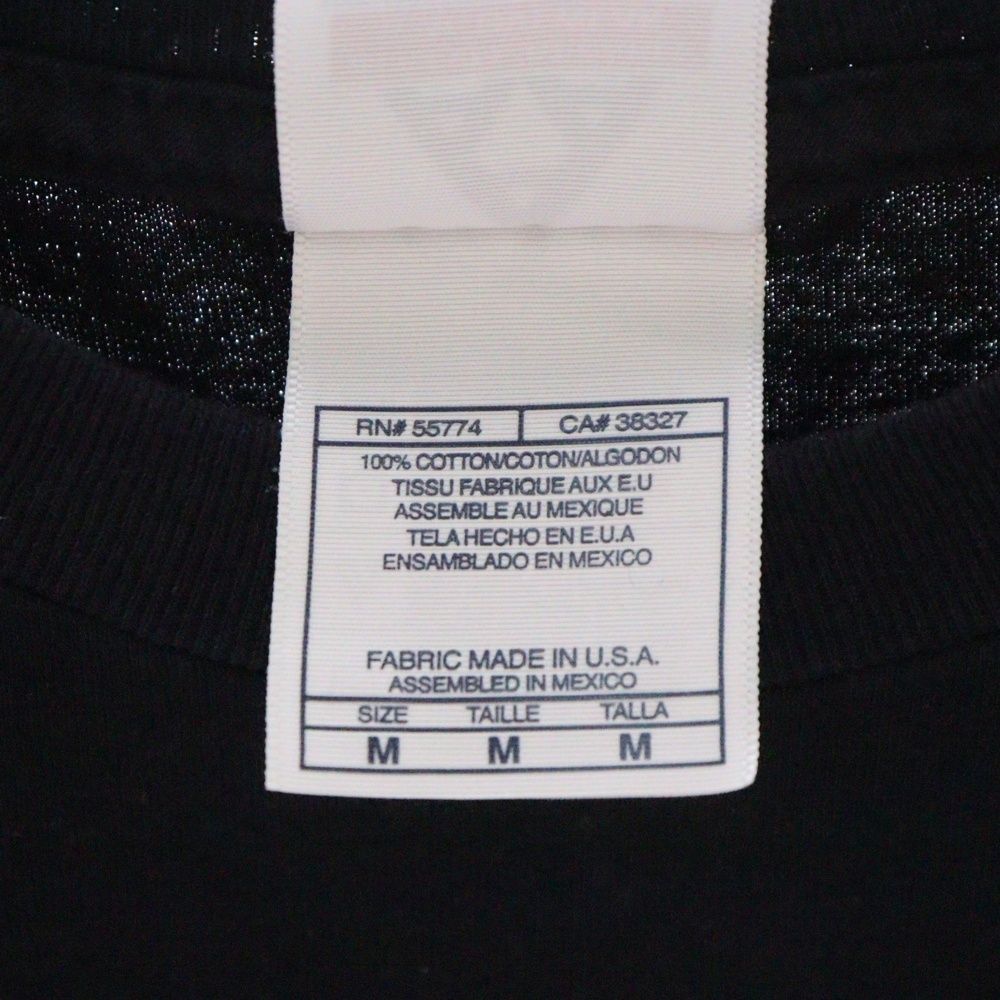 RN# 55774 CA# 38327
100% COTTON/COTON/ALGODON
TISSU FABRIQUE AUX E.U
ASSEMBLE AU MEXIQUE
TELA HECHO EN E.U.A
ENSAMBLADO EN MEXICO
FABRIC MADE IN U.S.A.
ASSEMBLED IN MEXICO
SIZE TAILLE TALLA
M M M